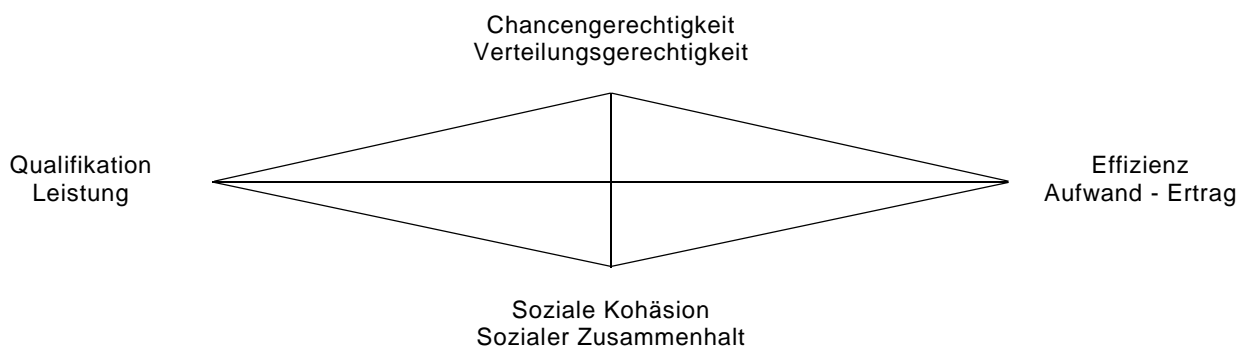 Chancengerechtigkeit
Verteilungsgerechtigkeit
Qualifikation
Leistung
Effizienz
Aufwand - Ertrag
Soziale Kohäsion
Sozialer Zusammenhalt